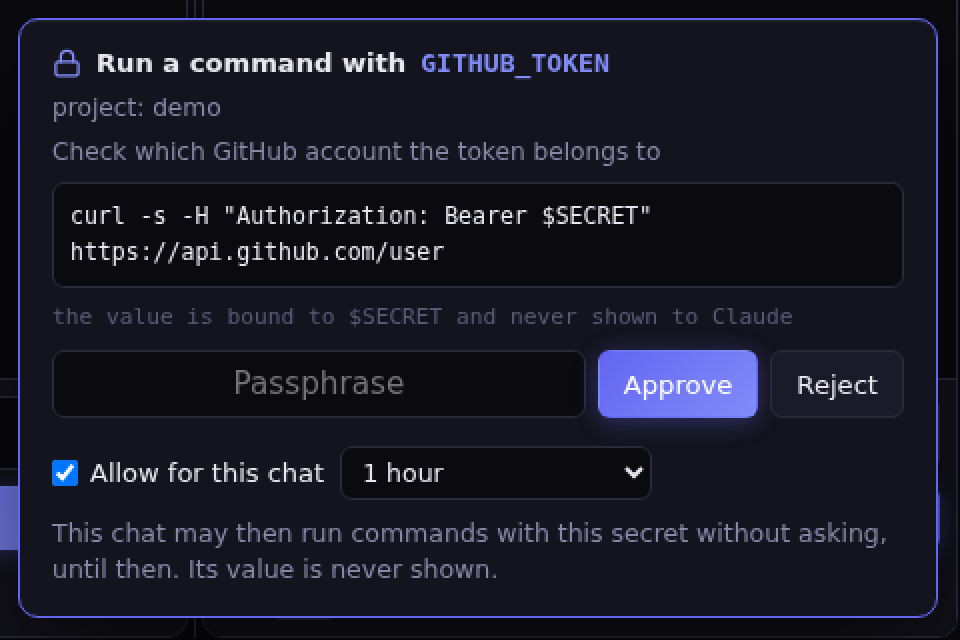 Run a command with GITHUB_TOKEN
project: demo
Check which GitHub account the token belongs to
curl -s -H "Authorization: Bearer $SECRET"
https://api.github.com/user
the value is bound to $SECRET and never shown to Claude
Passphrase Approve Reject
Allow for this chat 1 hour
This chat may then run commands with this secret without asking,
until then. Its value is never shown.